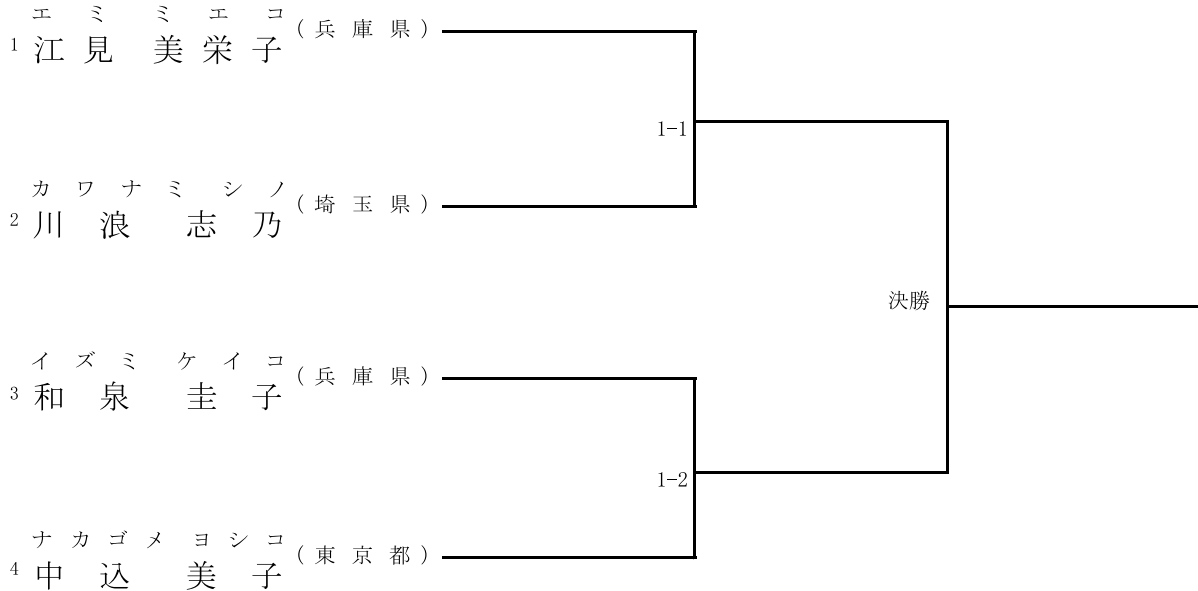 エミ ミエコ
1 江見 美栄子 (兵庫県)
1-1
カワナミ シノ
2 川浪 志乃 (埼玉県)
決勝
イズミ ケイコ
3 和泉 圭子 (兵庫県)
1-2
ナカゴメ ヨシコ
4 中込 美子 (東京都)